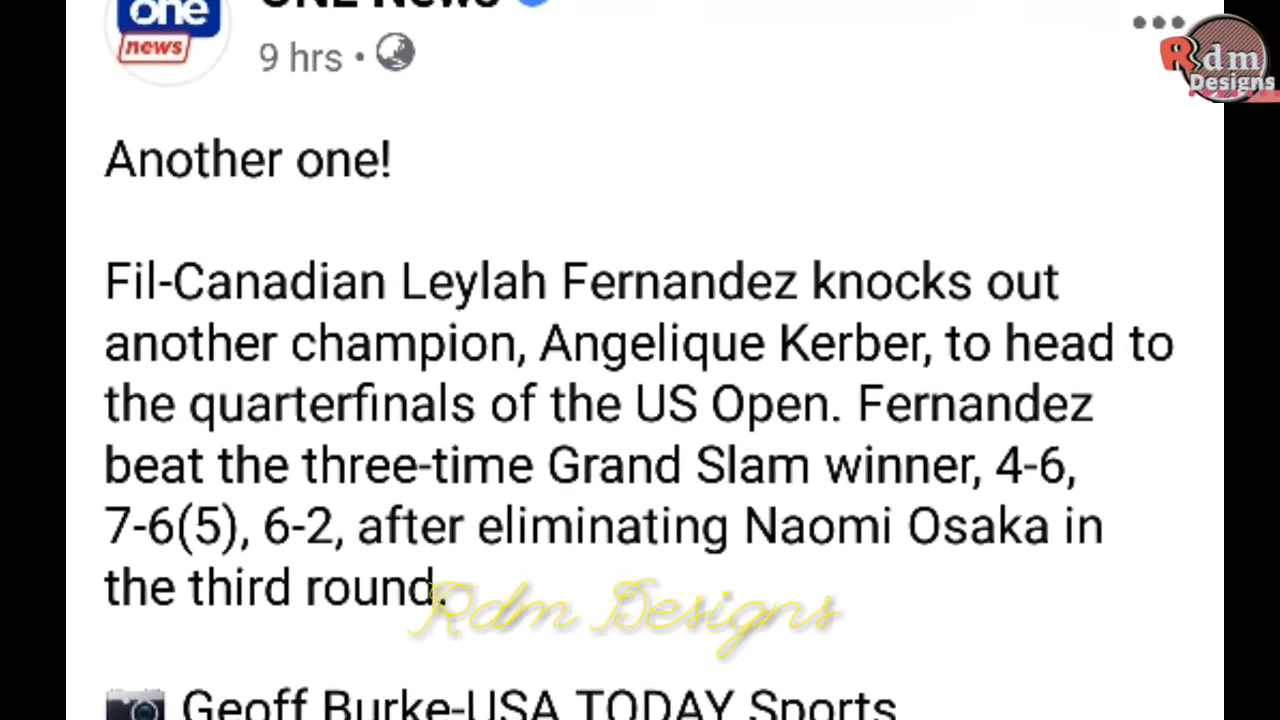 one
news
ONE News
9 hrs •
Rdm
Designs
Another one!
Fil-Canadian Leylah Fernandez knocks out
another champion, Angelique Kerber, to head to
the quarterfinals of the US Open. Fernandez
beat the three-time Grand Slam winner, 4-6,
7-6(5), 6-2, after eliminating Naomi Osaka in
the third round.
Rdm Designs
Geoff Burke-USA TODAY Sports